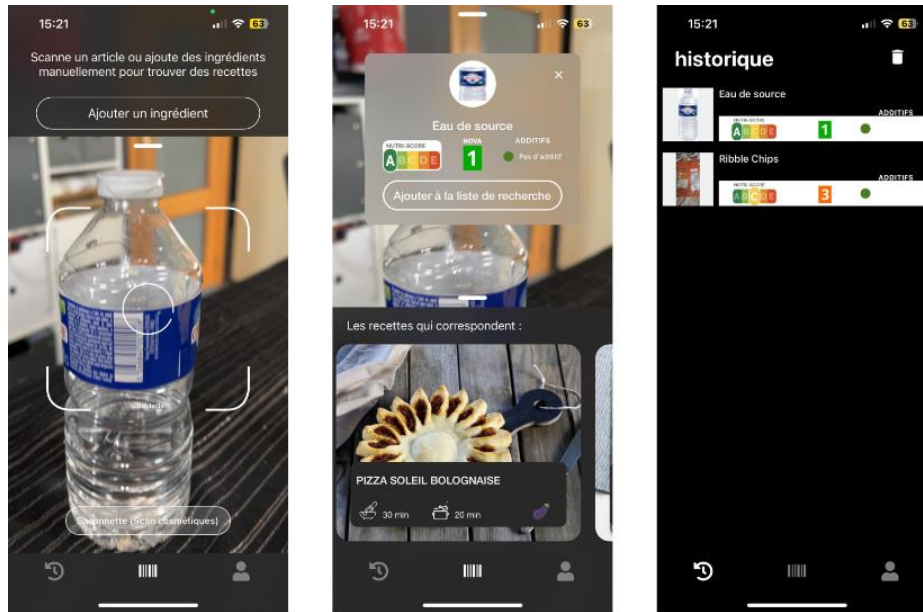 15:21
63
Scanne un article ou ajoute des ingrédients
manuellement pour trouver des recettes
Ajouter un ingrédient
Savonnette (Scan cosmétiques)
15:21
63
Eau de source
NUTRI-SCORE
A B C D E
NOVA
1
ADDITIFS
Pas d'additif
Ajouter à la liste de recherche
Les recettes qui correspondent :
PIZZA SOLEIL BOLOGNAISE
30 min
20 min
15:21
63
historique
Eau de source
NUTRI-SCORE
A B C D E
1
ADDITIFS
Ribble Chips
NUTRI-SCORE
A B C D E
3
ADDITIFS